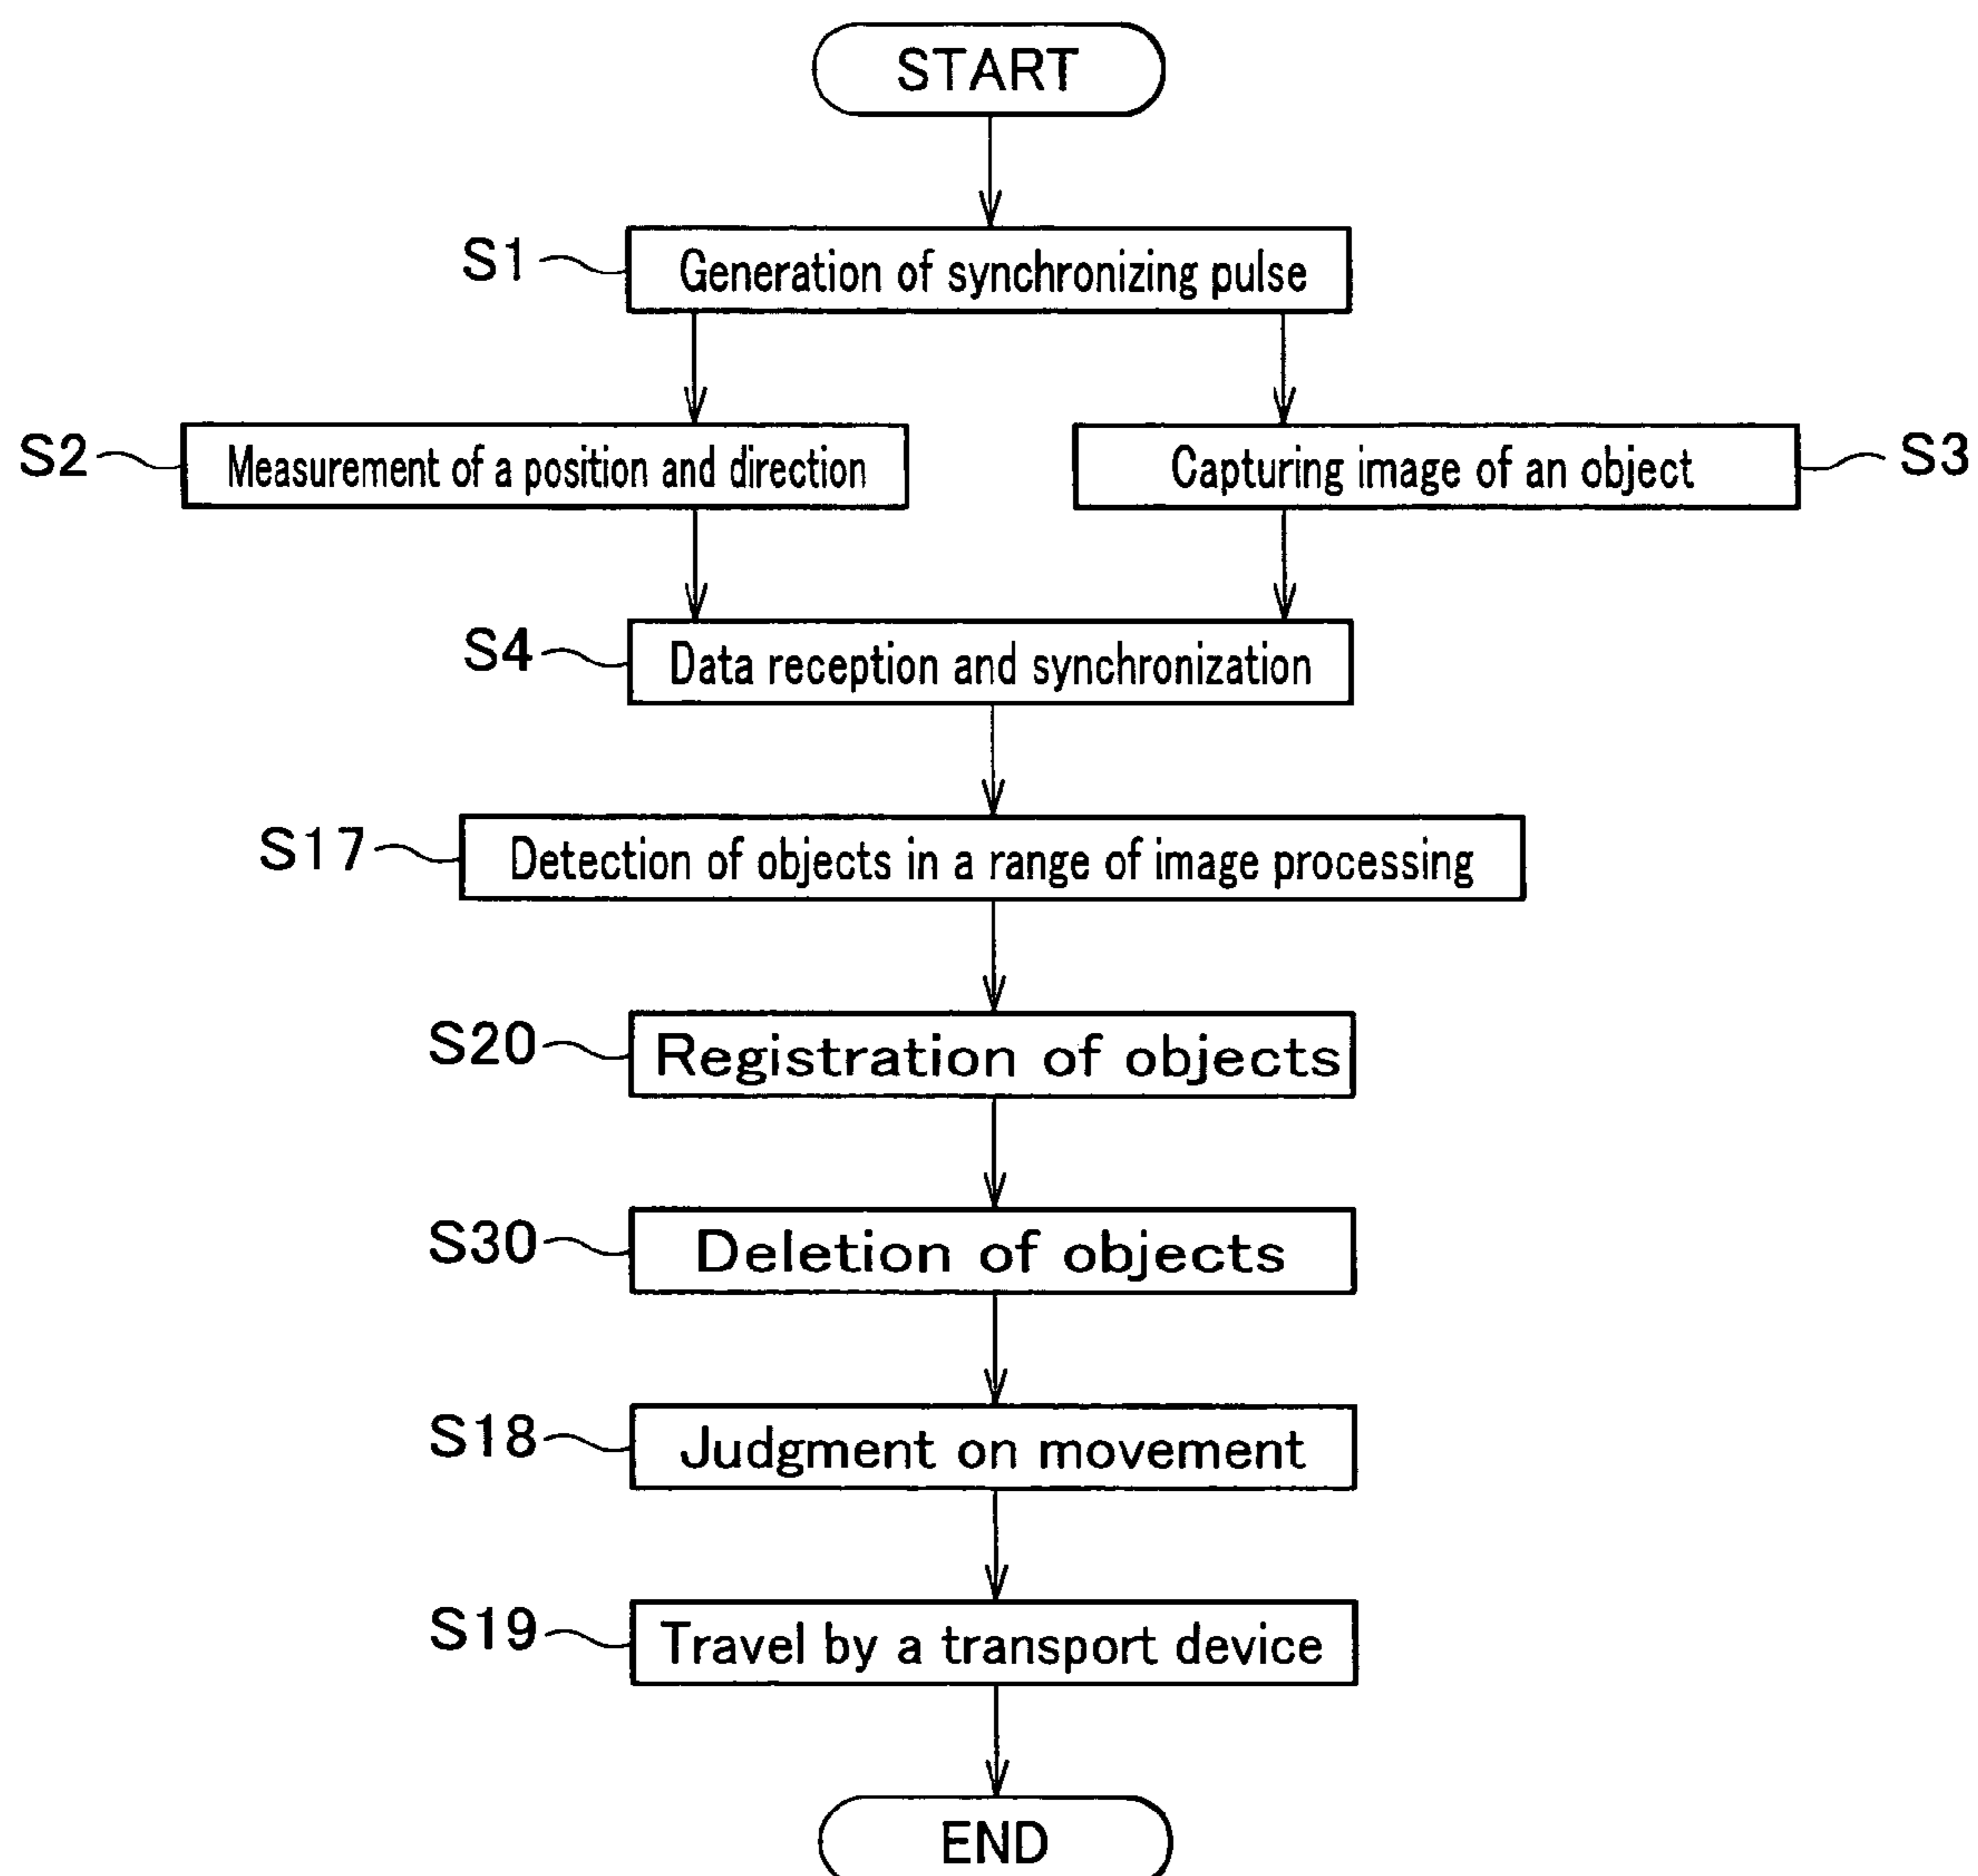 START
S1
Generation of synchronizing pulse
S2
Measurement of a position and direction
Capturing image of an object
S3
S4
Data reception and synchronization
S17
Detection of objects in a range of image processing
S20
Registration of objects
S30
Deletion of objects
S18
Judgment on movement
S19
Travel by a transport device
END